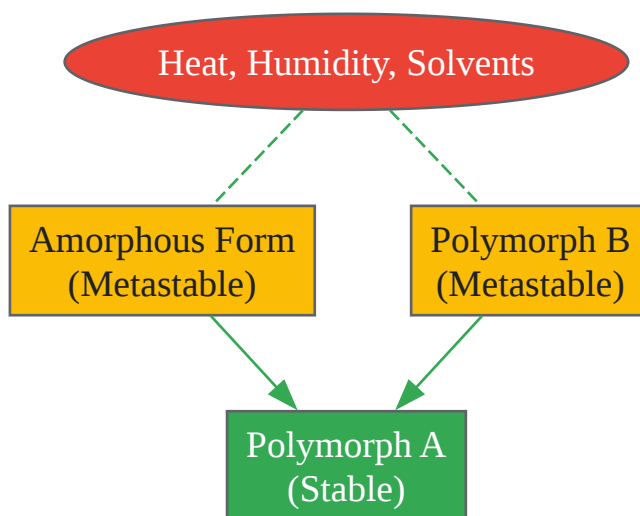 Heat, Humidity, Solvents
Amorphous Form
(Metastable)
Polymorph B
(Metastable)
Polymorph A
(Stable)